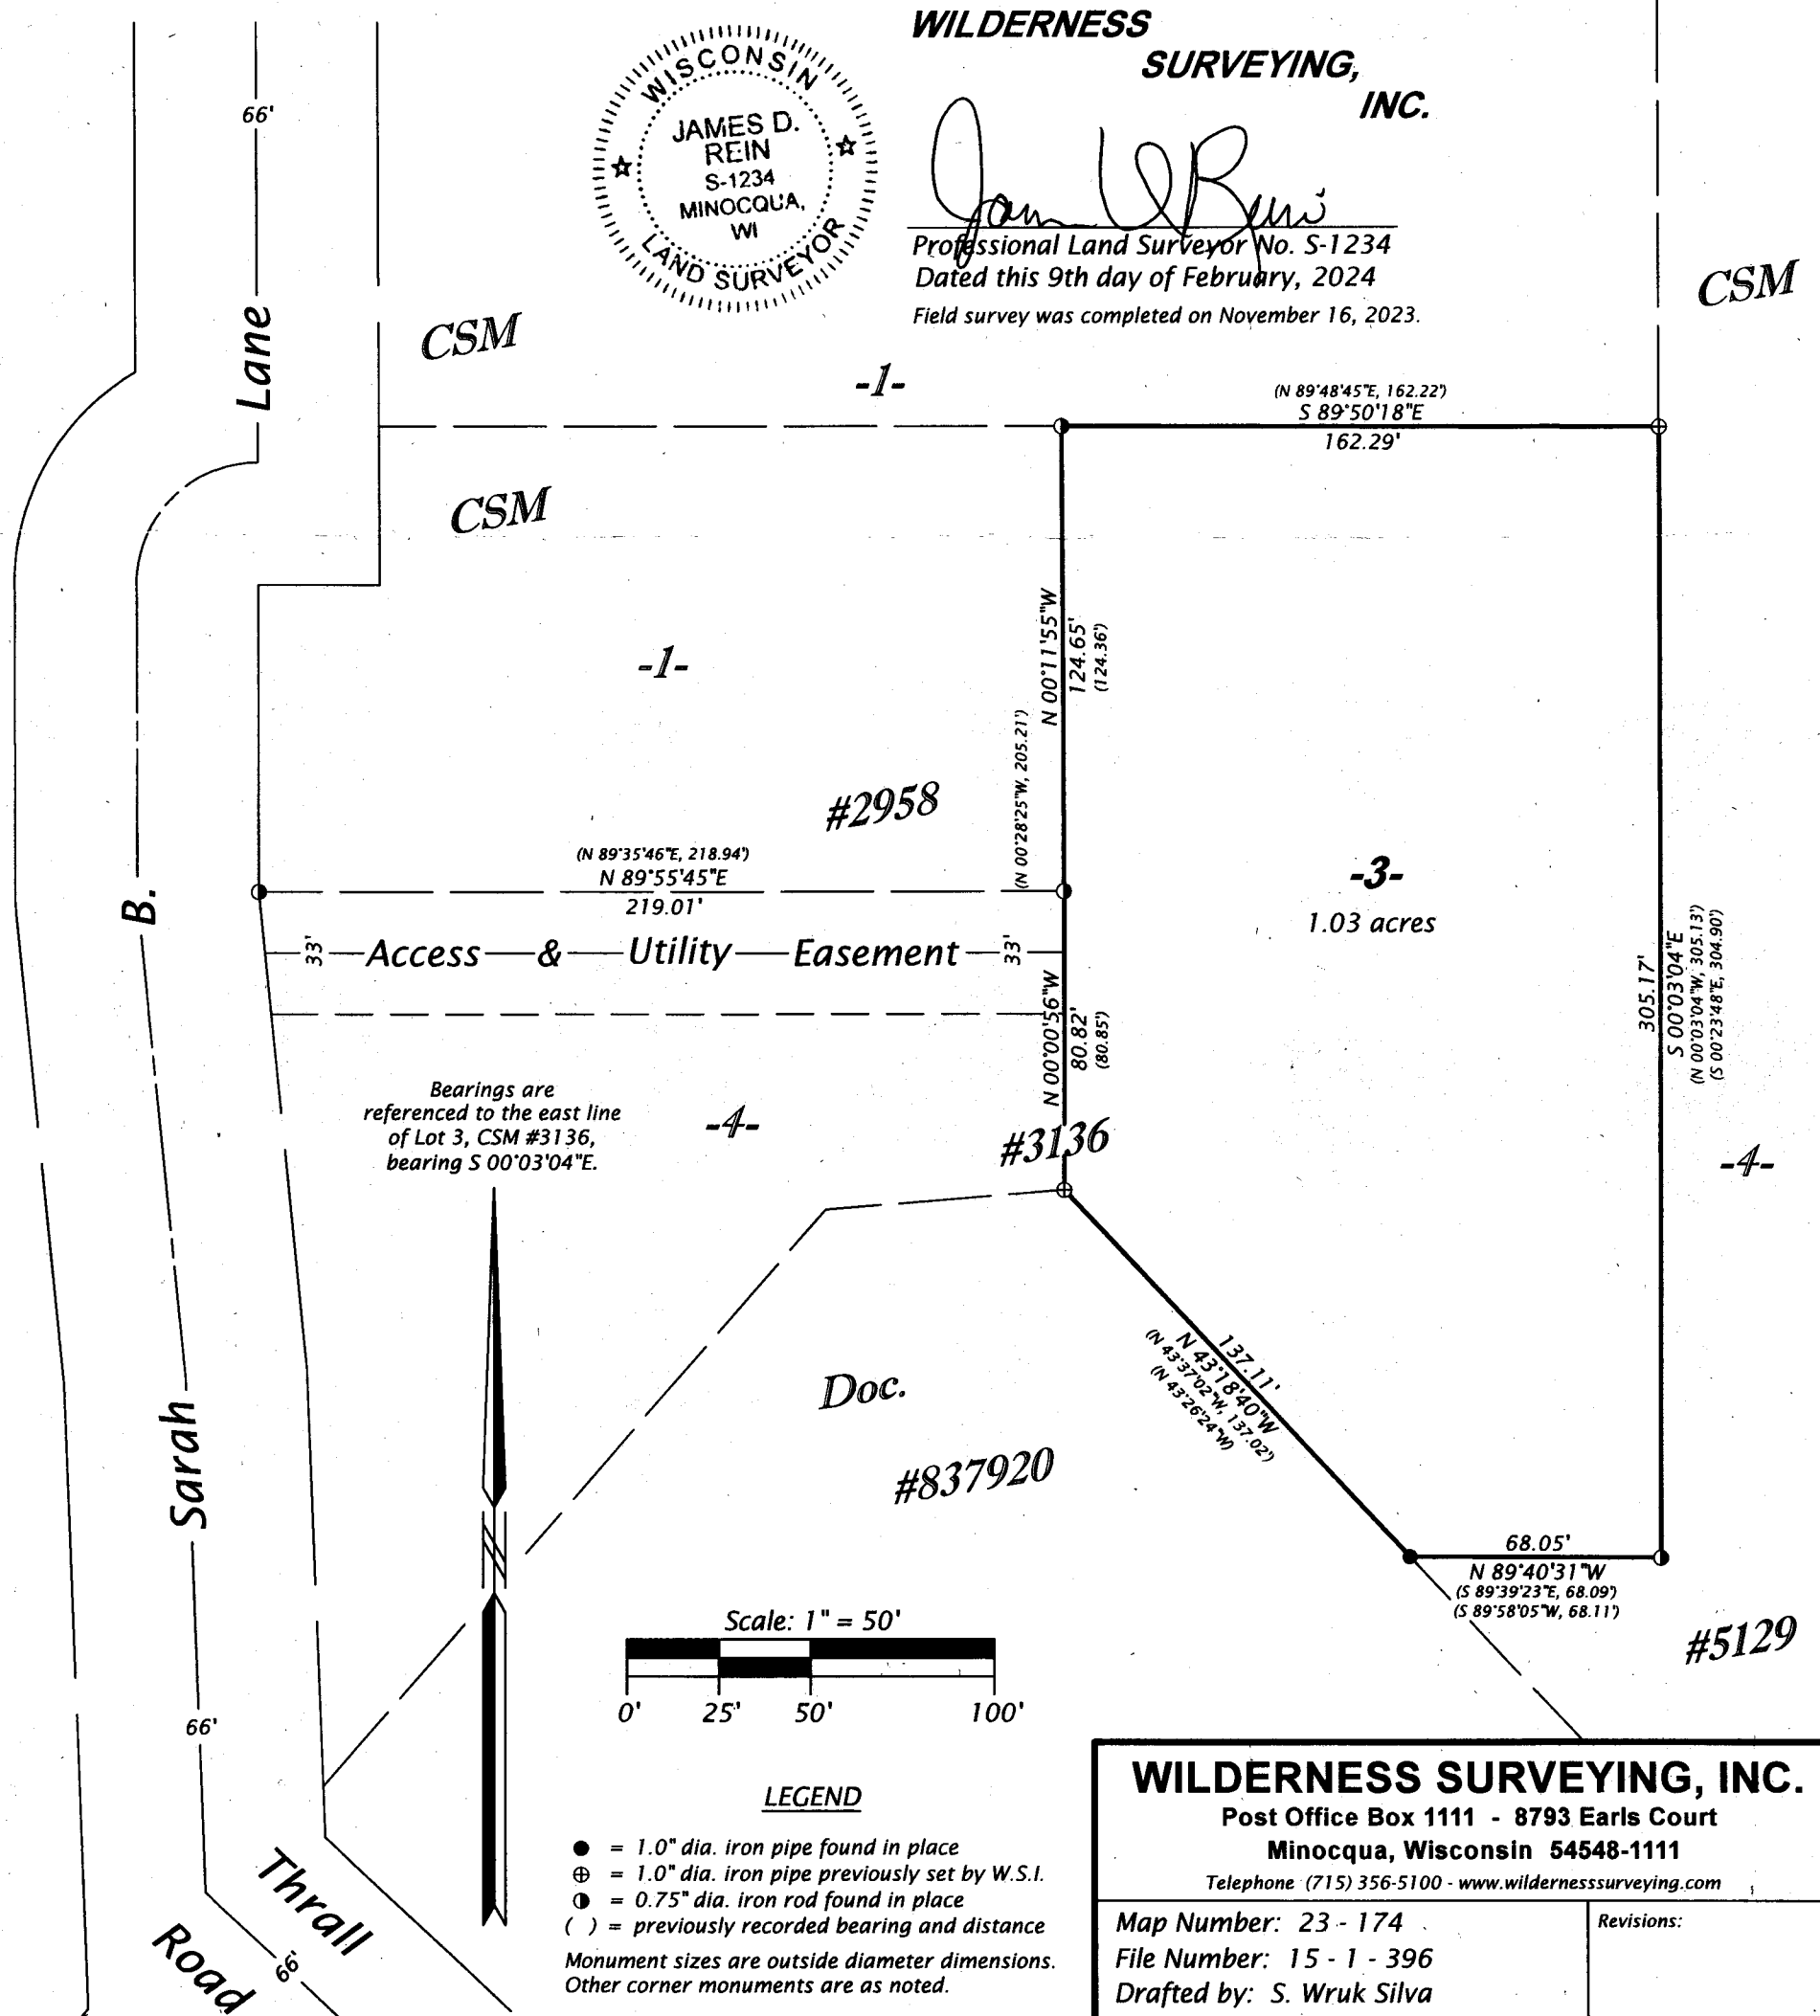 WILDERNESS
SURVEYING,
INC.
WISCONSIN
JAMES D.
REIN
S-1234
MINOCQUA,
WI
LAND SURVEYOR
Professional Land Surveyor No. S-1234
Dated this 9th day of February, 2024
Field survey was completed on November 16, 2023.
66'
Lane
CSM
-1-
CSM
(N 89°48'45"E, 162.22')
S 89°50'18"E
162.29'
CSM
-1-
#2958
N 00°11'55"W
124.65'
(124.36')
(N 00°28'25"W, 205.21')
(N 89°35'46"E, 218.94')
N 89°55'45"E
219.01'
B.
33' Access & Utility Easement 33'
-3-
1.03 acres
305.17'
S 00°03'04"E
(N 00°03'04"W, 305.13')
(S 00°23'48"E, 304.90')
N 00°00'56"W
80.82'
(80.85')
Bearings are
referenced to the east line
of Lot 3, CSM #3136,
bearing S 00°03'04"E.
-4-
#3136
-4-
137.11'
N 43°18'40"W
(N 43°37'02"W, 137.02')
(N 43°26'24"W)
Doc.
#837920
Sarah
68.05'
N 89°40'31"W
(S 89°39'23"E, 68.09')
(S 89°58'05"W, 68.11')
#5129
Scale: 1" = 50'
0' 25' 50' 100'
66'
Thrall
Road
66'
LEGEND
● = 1.0" dia. iron pipe found in place
⊕ = 1.0" dia. iron pipe previously set by W.S.I.
◑ = 0.75" dia. iron rod found in place
( ) = previously recorded bearing and distance
Monument sizes are outside diameter dimensions.
Other corner monuments are as noted.
WILDERNESS SURVEYING, INC.
Post Office Box 1111 - 8793 Earls Court
Minocqua, Wisconsin 54548-1111
Telephone (715) 356-5100 - www.wildernesssurveying.com
Map Number: 23 - 174
File Number: 15 - 1 - 396
Drafted by: S. Wruk Silva
Revisions: